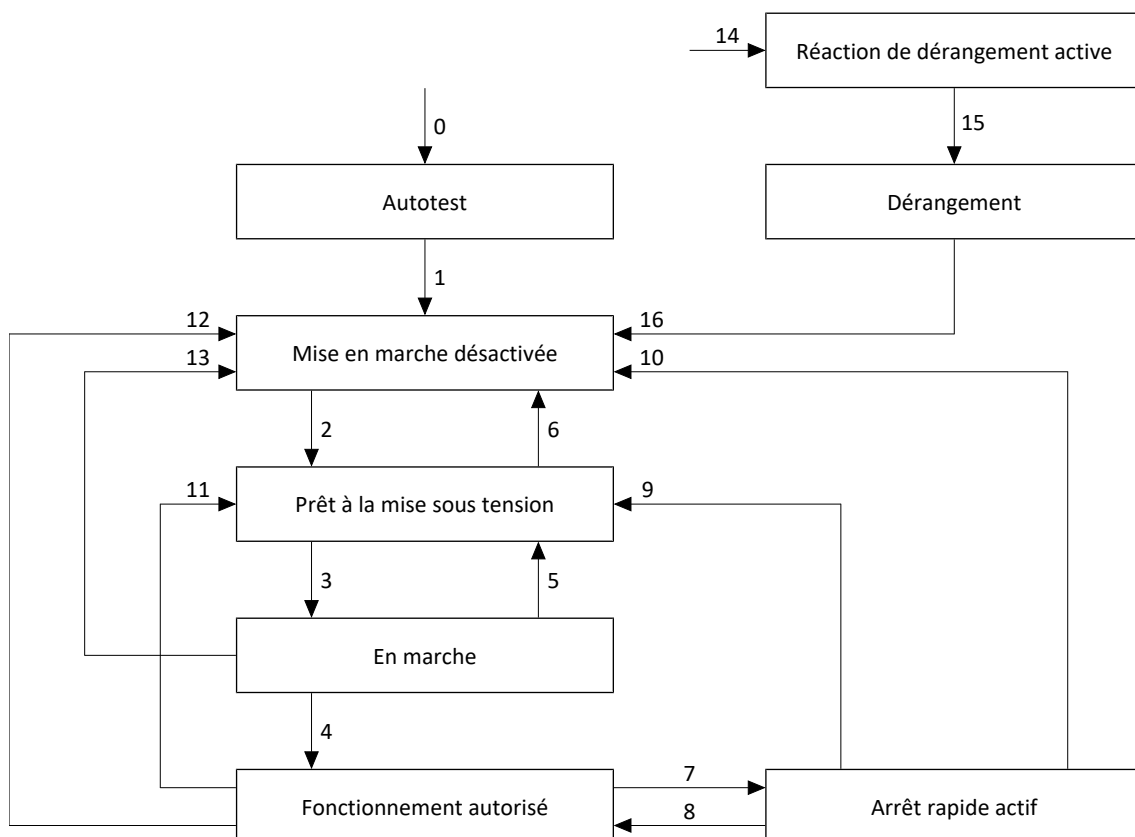 14
Réaction de dérangement active
0
15
Autotest
Dérangement
1
12
16
Mise en marche désactivée
13
10
2
6
11
9
Prêt à la mise sous tension
3
5
En marche
4
7
Fonctionnement autorisé
Arrêt rapide actif
8